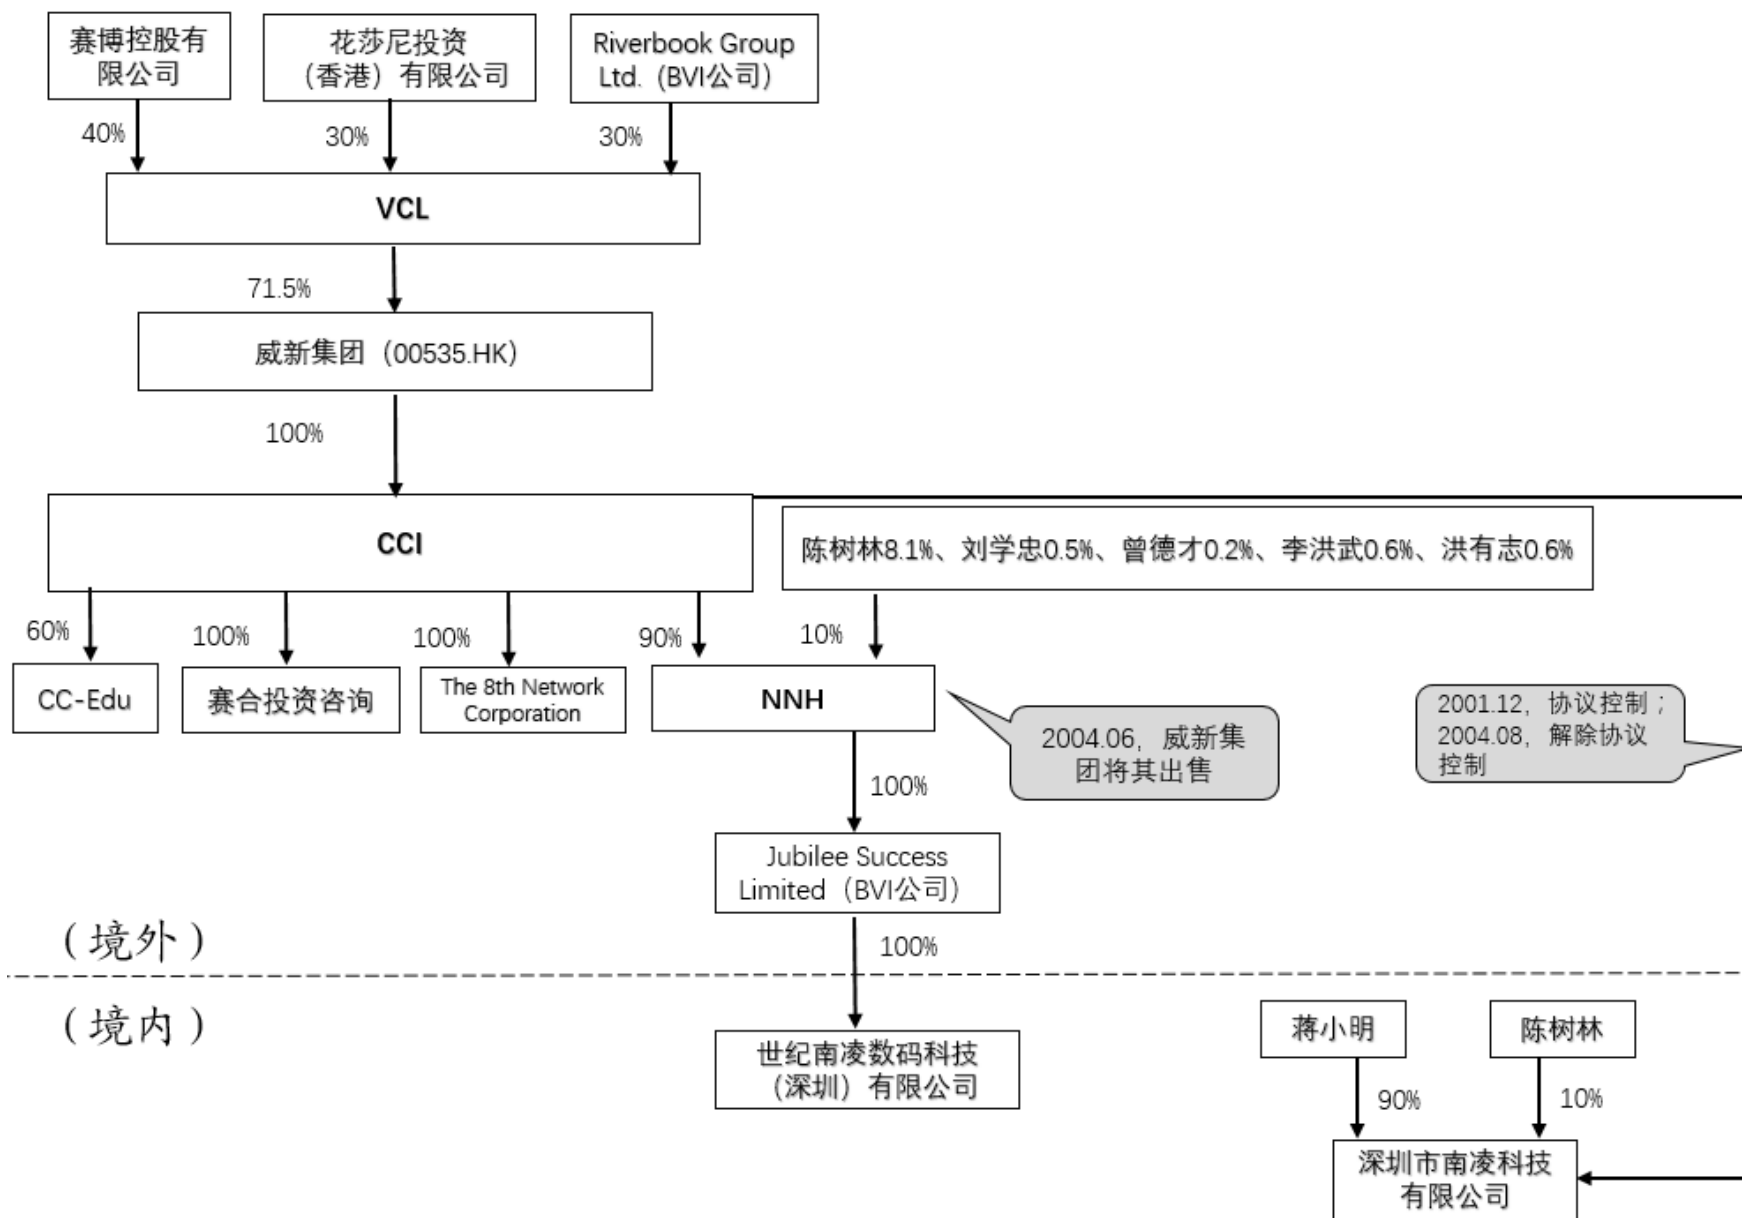 赛博控股有
限公司
花莎尼投资
（香港）有限公司
Riverbook Group
Ltd.（BVI公司）
40%
30%
30%
VCL
71.5%
威新集团（00535.HK）
100%
CCI
陈树林8.1%、刘学忠0.5%、曾德才0.2%、李洪武0.6%、洪有志0.6%
60%
100%
100%
90%
10%
CC-Edu
赛合投资咨询
The 8th Network
Corporation
NNH
2004.06，威新集
团将其出售
2001.12，协议控制；
2004.08，解除协议
控制
100%
Jubilee Success
Limited（BVI公司）
（境外）
100%
（境内）
世纪南凌数码科技
（深圳）有限公司
蒋小明
陈树林
90%
10%
深圳市南凌科技
有限公司